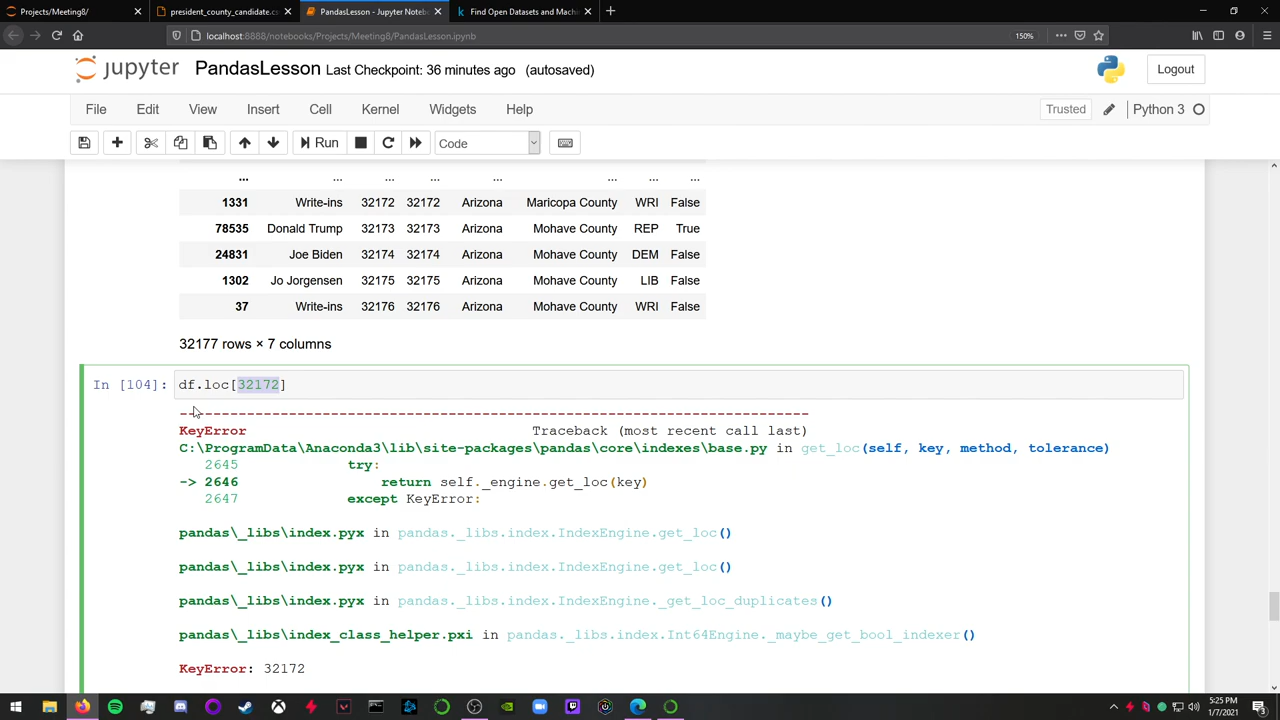 Projects/Meeting8/
president_county_candidate.cs
PandasLesson - Jupyter Notebo
Find Open Datasets and Machin
localhost:8888/notebooks/Projects/Meeting8/PandasLesson.ipynb
150%
jupyter PandasLesson Last Checkpoint: 36 minutes ago (autosaved)
Logout
File Edit View Insert Cell Kernel Widgets Help
Trusted Python 3
Run Code
... ... ... ... ... ... ... ...
1331 Write-ins 32172 32172 Arizona Maricopa County WRI False
78535 Donald Trump 32173 32173 Arizona Mohave County REP True
24831 Joe Biden 32174 32174 Arizona Mohave County DEM False
1302 Jo Jorgensen 32175 32175 Arizona Mohave County LIB False
37 Write-ins 32176 32176 Arizona Mohave County WRI False
32177 rows × 7 columns
In [104]: df.loc[32172]
---------------------------------------------------------------------------
KeyError Traceback (most recent call last)
C:\ProgramData\Anaconda3\lib\site-packages\pandas\core\indexes\base.py in get_loc(self, key, method, tolerance)
2645 try:
-> 2646 return self._engine.get_loc(key)
2647 except KeyError:
pandas\_libs\index.pyx in pandas._libs.index.IndexEngine.get_loc()
pandas\_libs\index.pyx in pandas._libs.index.IndexEngine.get_loc()
pandas\_libs\index.pyx in pandas._libs.index.IndexEngine._get_loc_duplicates()
pandas\_libs\index_class_helper.pxi in pandas._libs.index.Int64Engine._maybe_get_bool_indexer()
KeyError: 32172
5:25 PM
1/7/2021